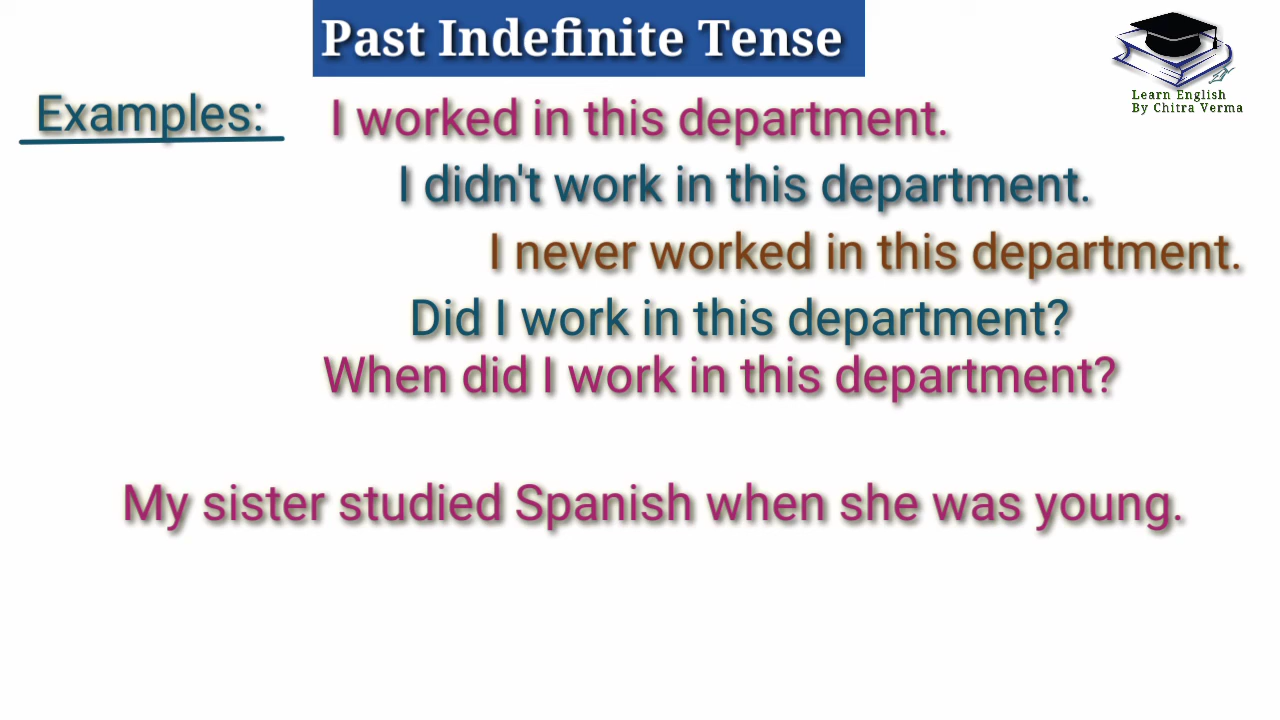 Past Indefinite Tense
Learn English
By Chitra Verma
Examples:
I worked in this department.
I didn't work in this department.
I never worked in this department.
Did I work in this department?
When did I work in this department?
My sister studied Spanish when she was young.